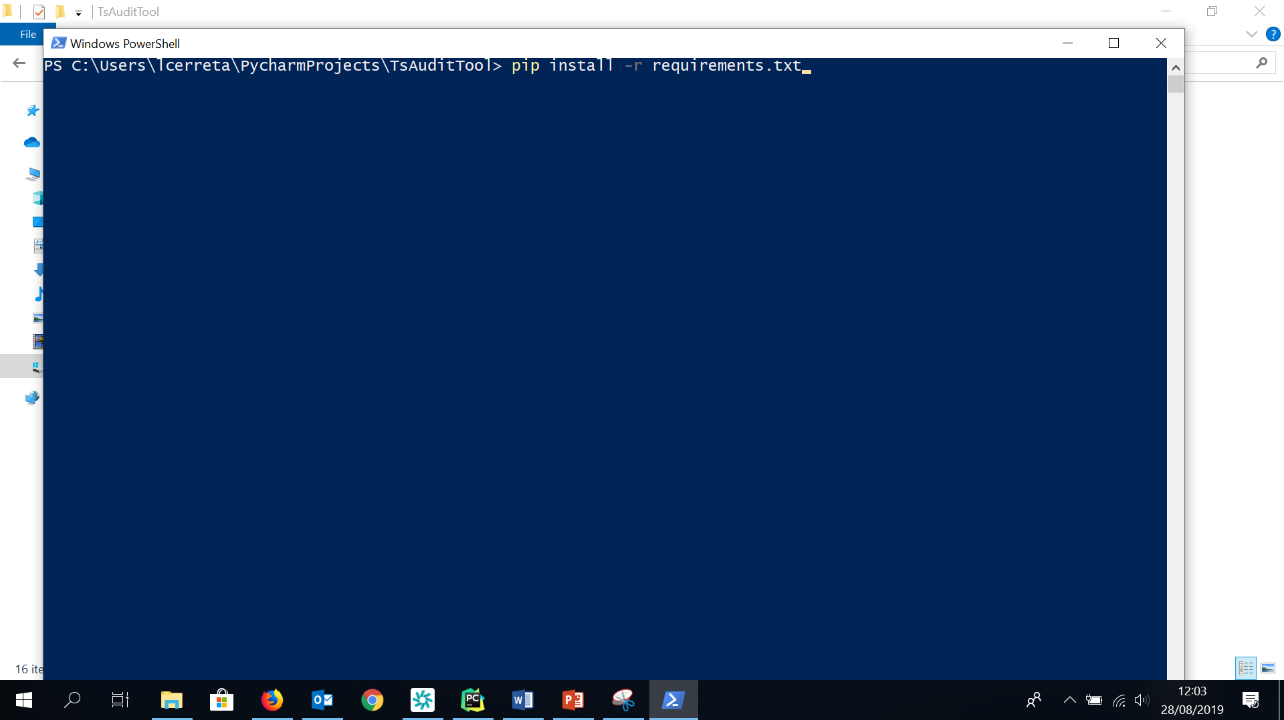 TsAuditTool
File
Windows PowerShell
PS C:\Users\lcerreta\PycharmProjects\TsAuditTool> pip install -r requirements.txt
16 ite
12:03
28/08/2019